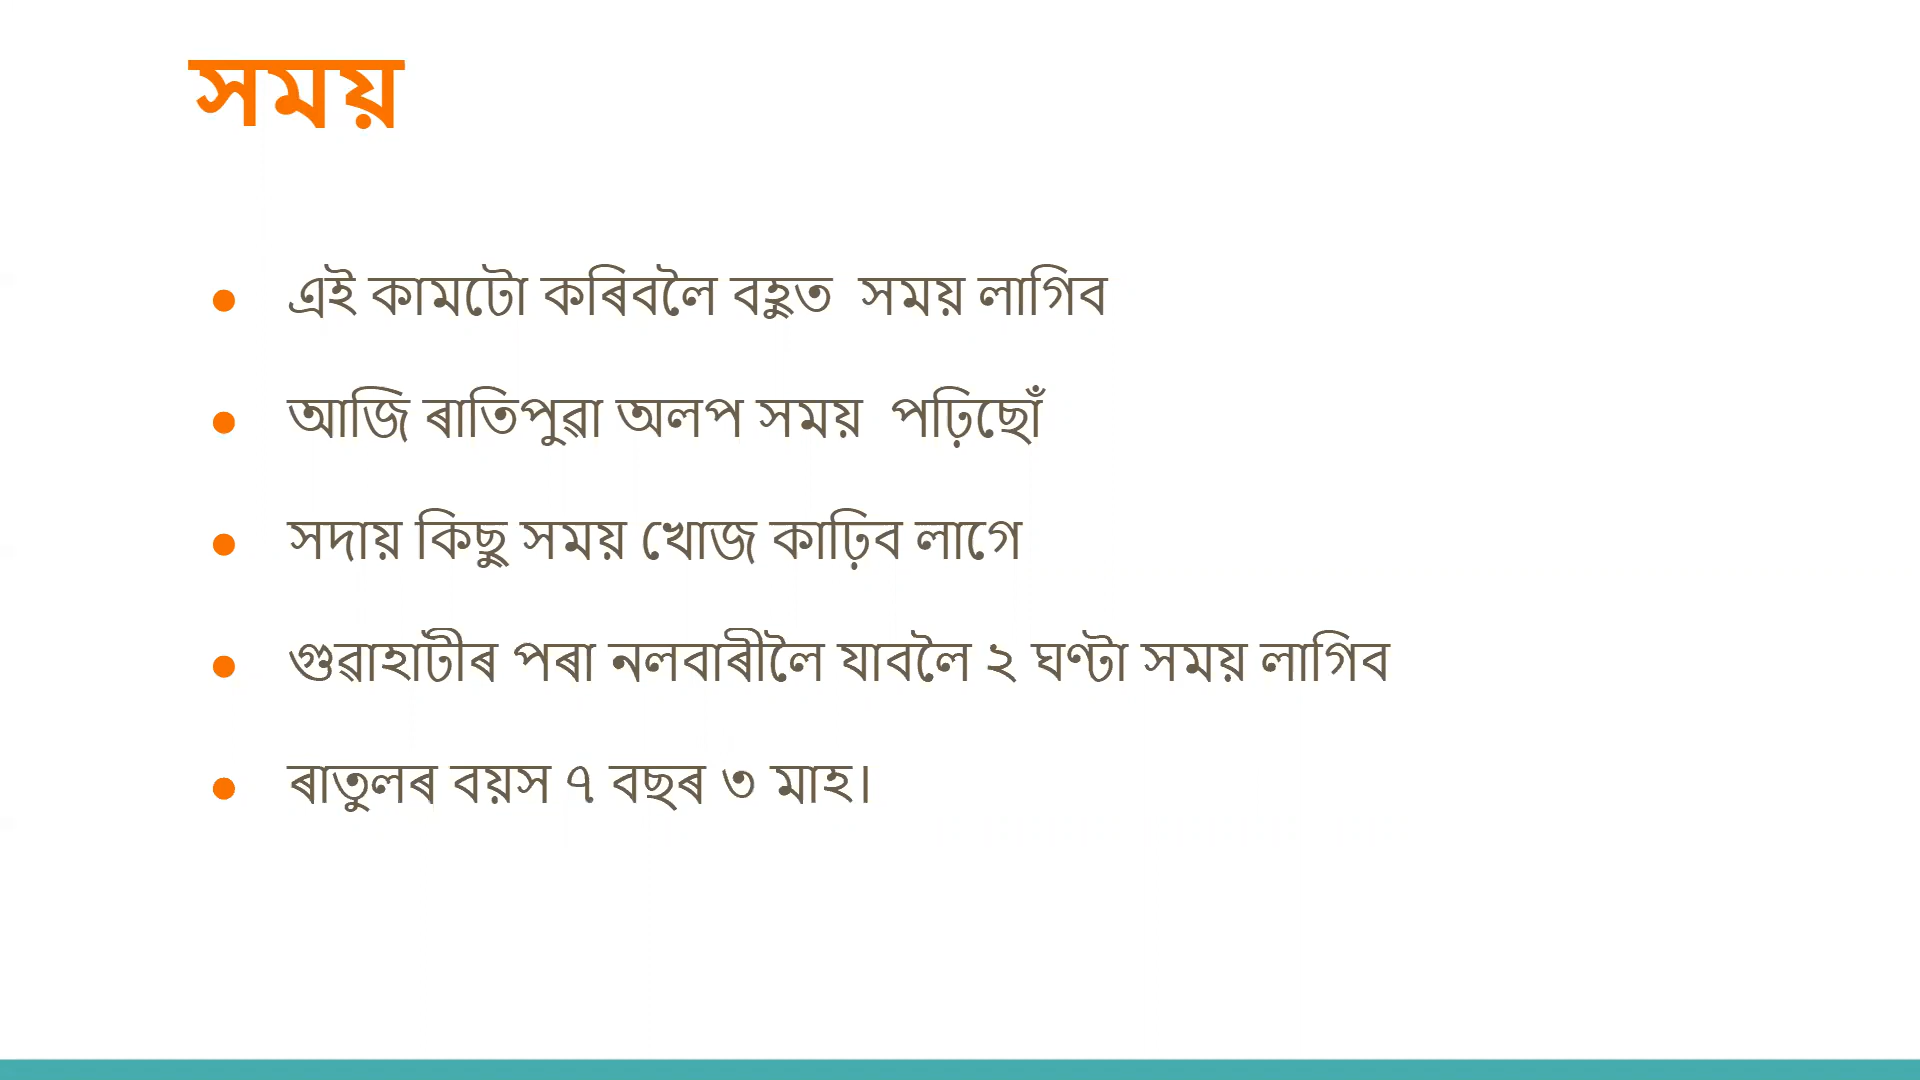 সময়
এই কামটো কৰিবলৈ বহুত সময় লাগিব
আজি ৰাতিপুৱা অলপ সময় পঢ়িছোঁ
সদায় কিছু সময় খোজ কাঢ়িব লাগে
গুৱাহাটীৰ পৰা নলবাৰীলৈ যাবলৈ ২ ঘণ্টা সময় লাগিব
ৰাতুলৰ বয়স ৭ বছৰ ৩ মাহ।